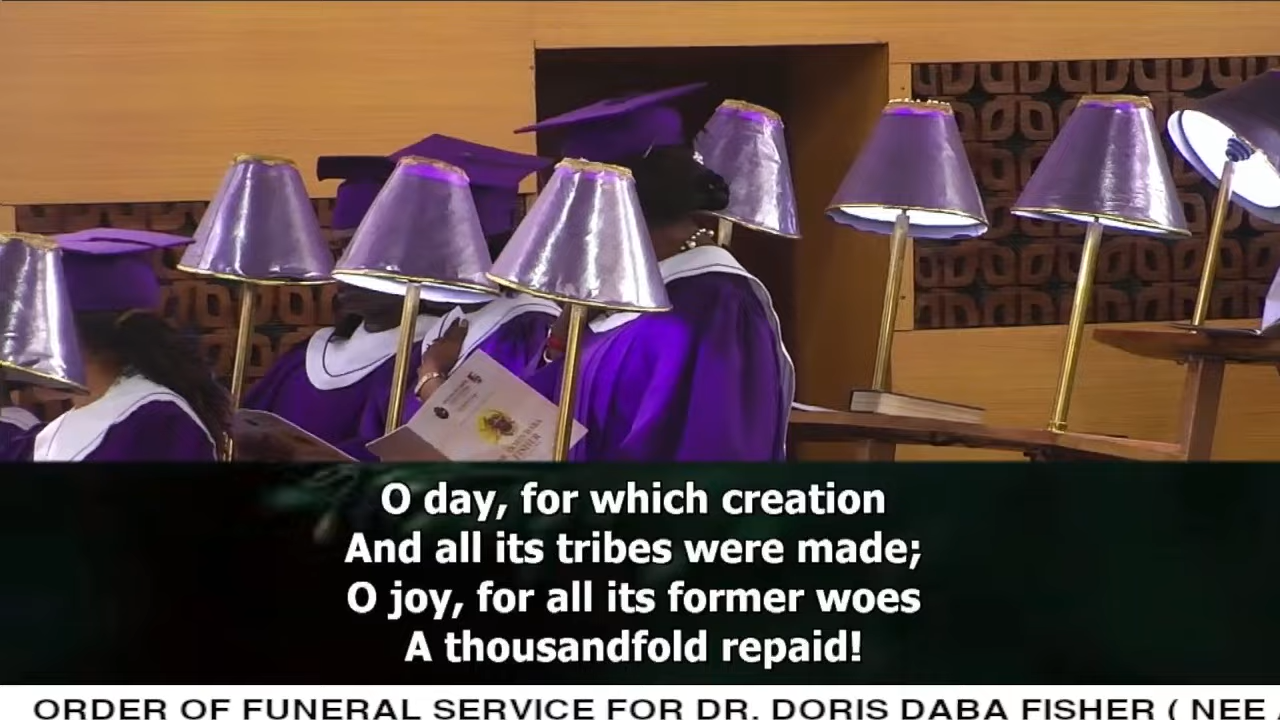 FISHER
O day, for which creation
And all its tribes were made;
O joy, for all its former woes
A thousandfold repaid!
ORDER OF FUNERAL SERVICE FOR DR. DORIS DABA FISHER ( NEE